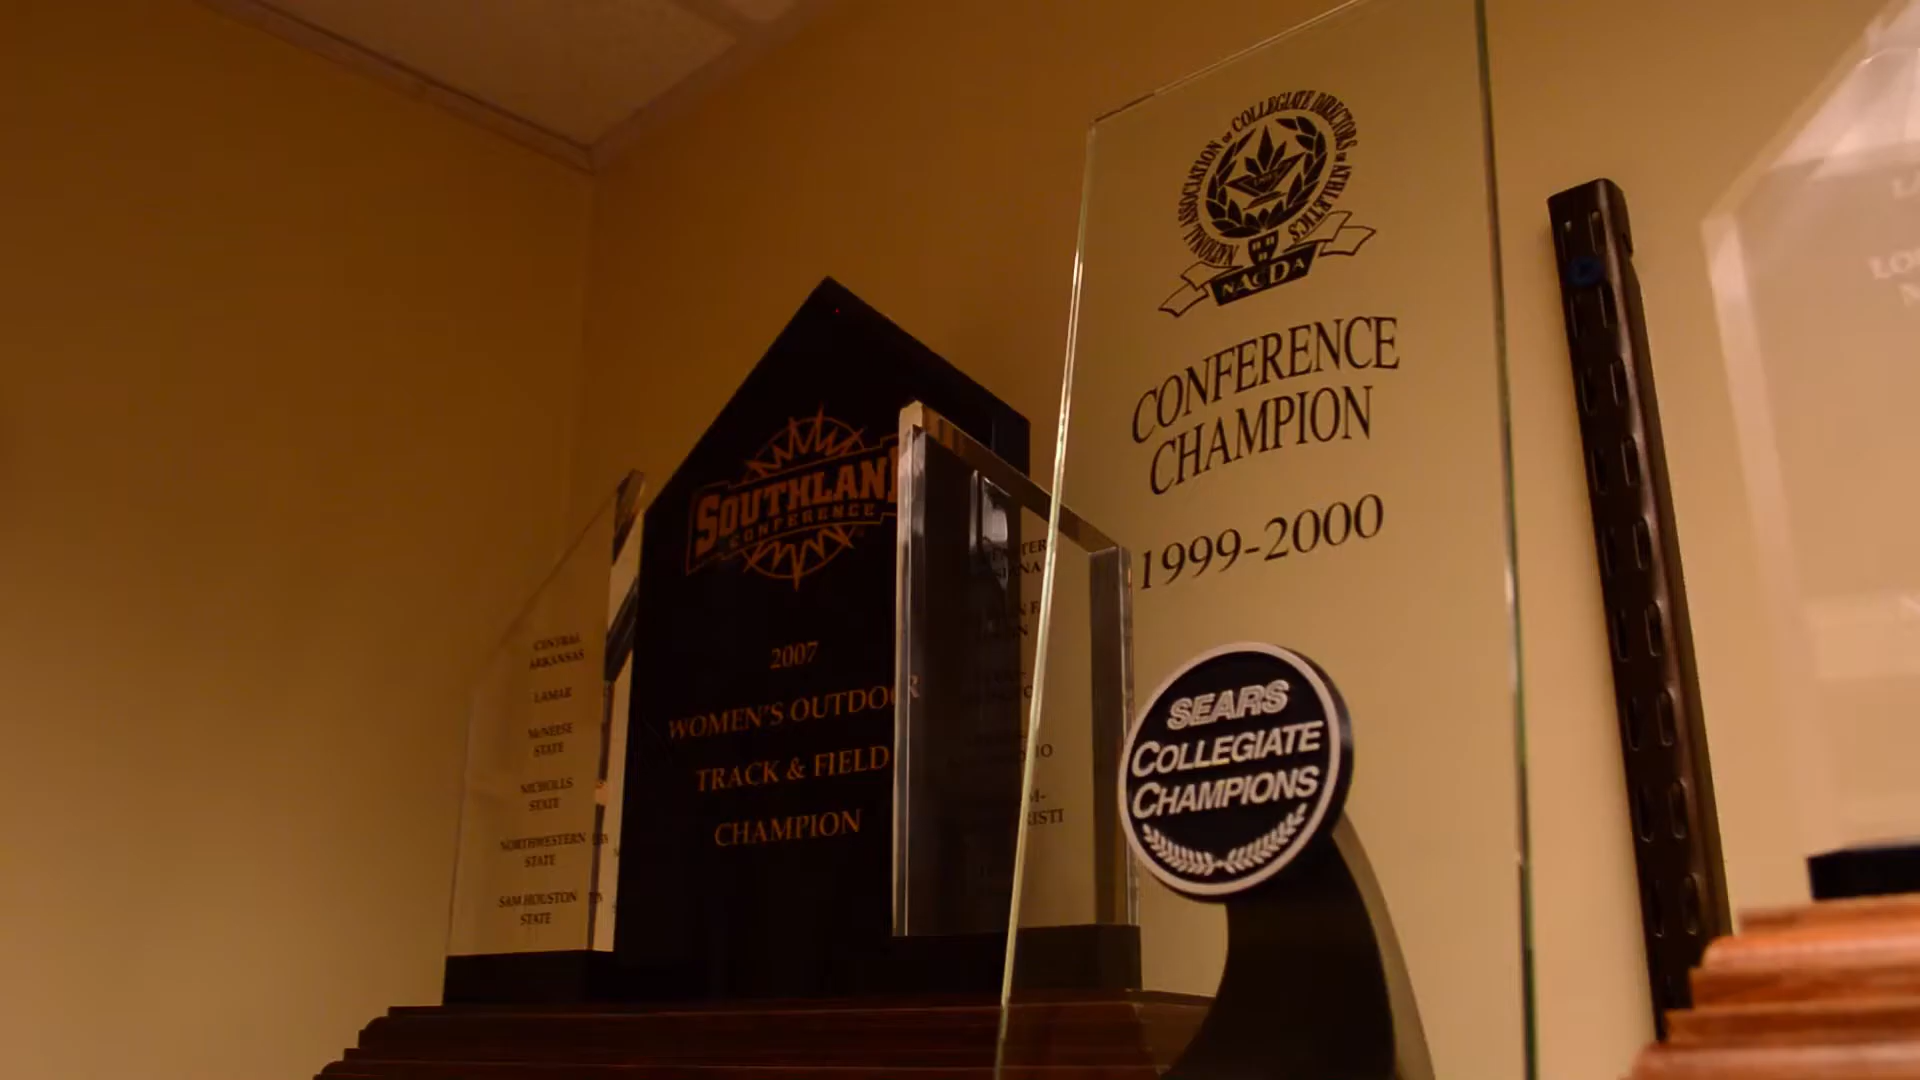 CENTRAL
ARKANSAS
LAMAR
McNEESE
STATE
NICHOLLS
STATE
NORTHWESTERN
STATE
SAM HOUSTON
STATE
SOUTHLAN
CONFERENCE
2007
WOMEN'S OUTDOOR
TRACK & FIELD
CHAMPION
NATIONAL ASSOCIATION OF COLLEGIATE DIRECTORS OF ATHLETICS
NACDA
CONFERENCE
CHAMPION
1999-2000
SEARS
COLLEGIATE
CHAMPIONS